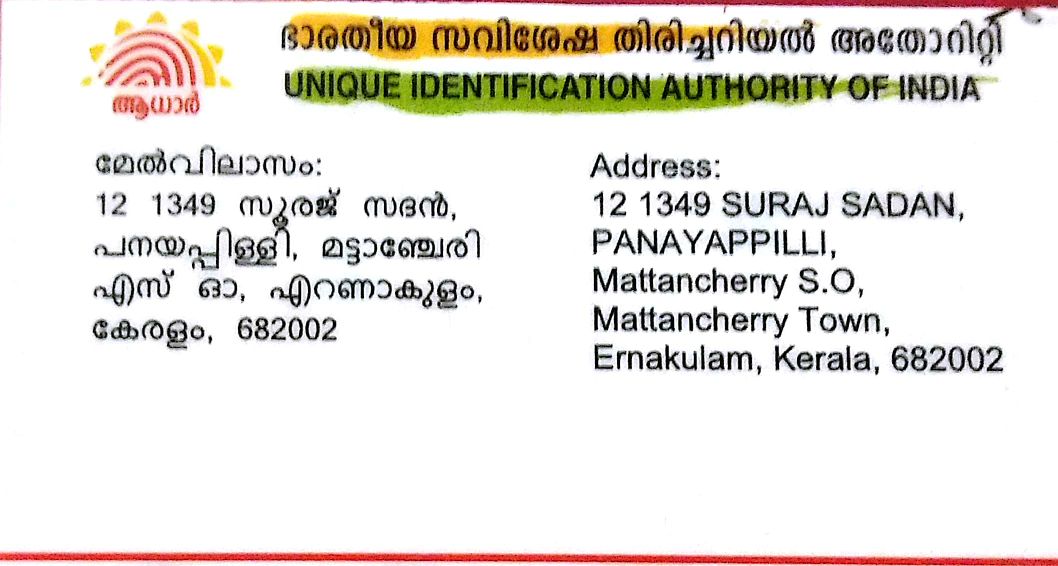 ഭാരതീയ സവിശേഷ തിരിച്ചറിയൽ അതോറിറ്റി
UNIQUE IDENTIFICATION AUTHORITY OF INDIA
ആധാർ
മേൽവിലാസം:
12 1349 സൂരജ് സദൻ,
പനയപ്പിള്ളി, മട്ടാഞ്ചേരി
എസ് ഓ, എറണാകുളം,
കേരളം, 682002
Address:
12 1349 SURAJ SADAN,
PANAYAPPILLI,
Mattancherry S.O,
Mattancherry Town,
Ernakulam, Kerala, 682002